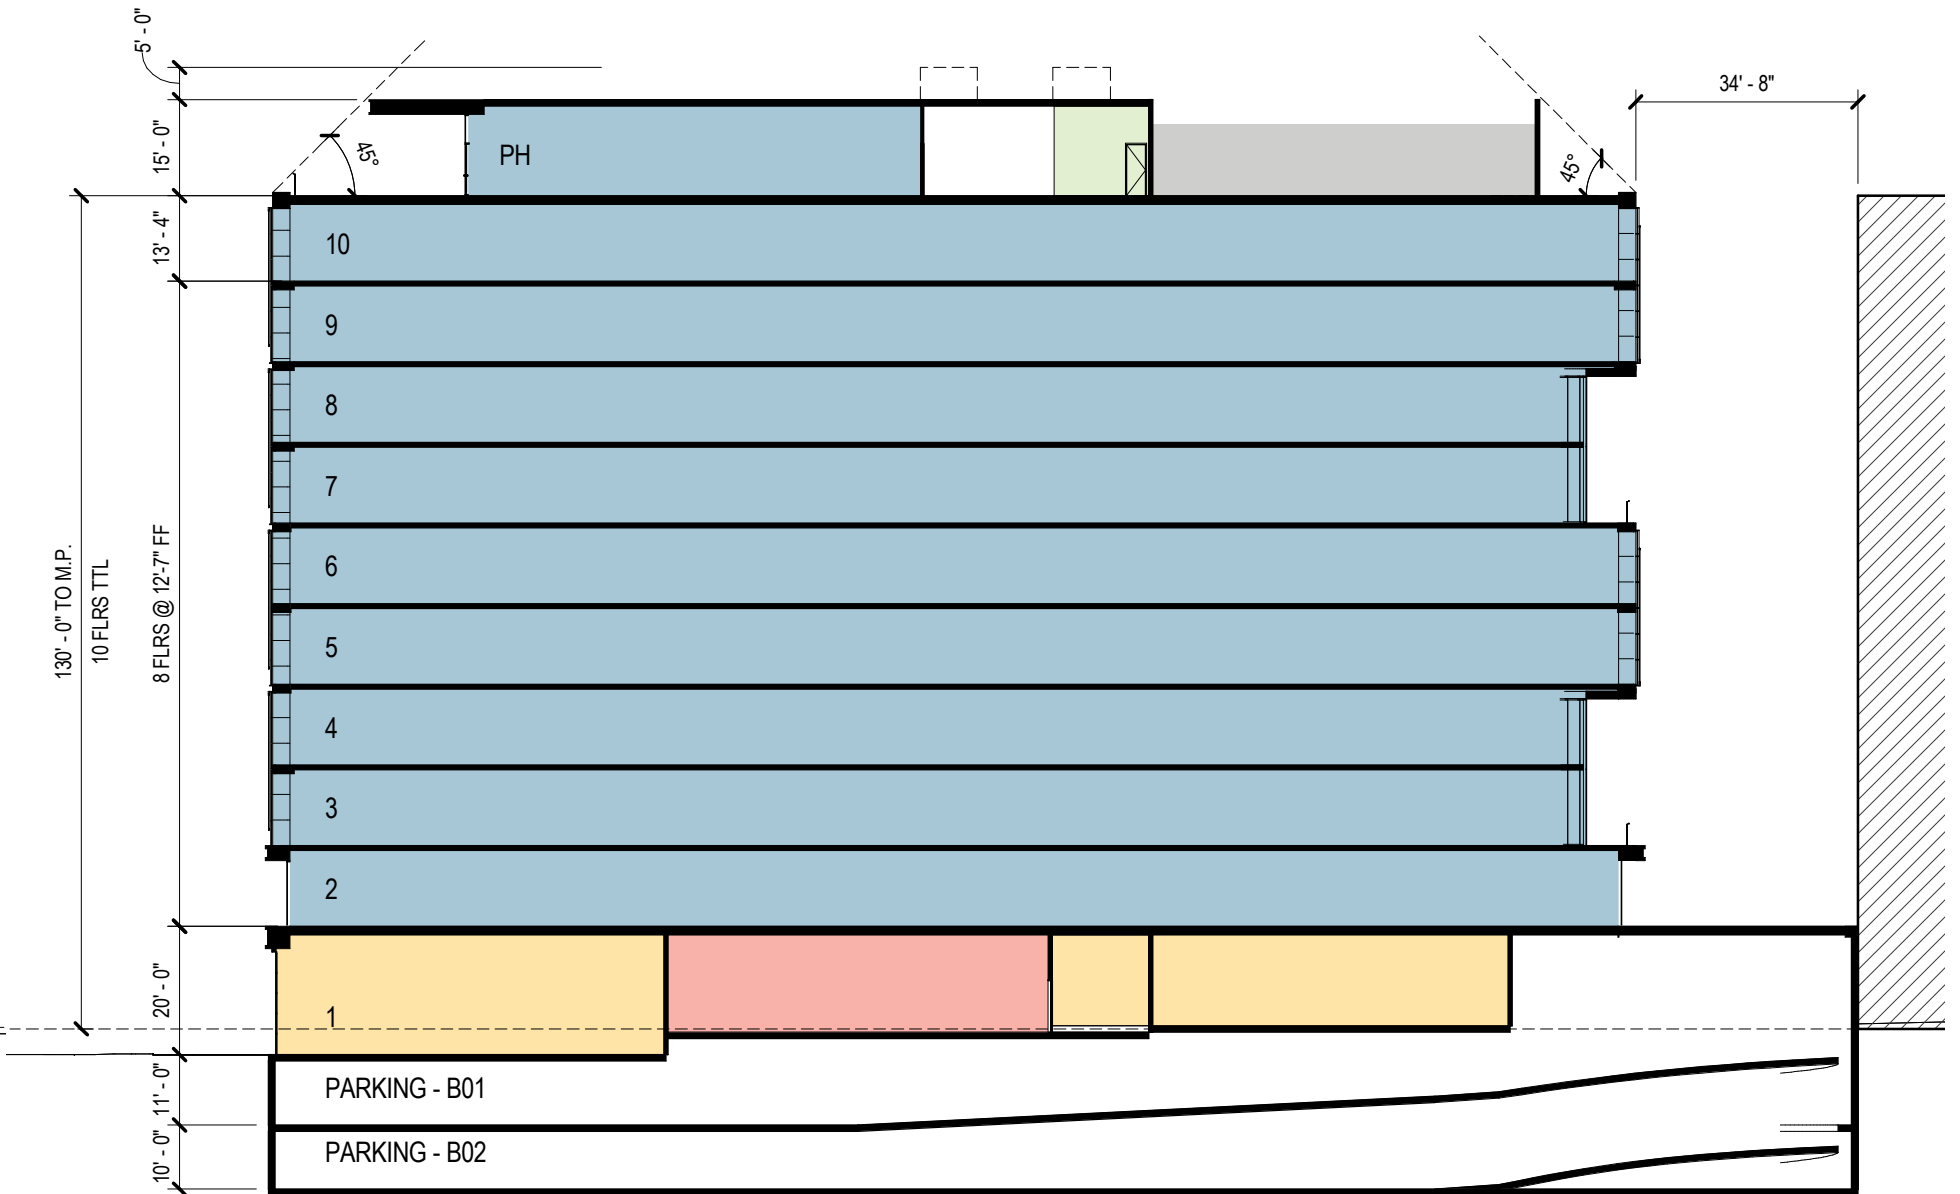 5' - 0"
34' - 8"
15' - 0"
45°
PH
45°
13' - 4"
10
9
8
7
6
5
4
3
2
1
130' - 0" TO M.P.
10 FLRS TTL
8 FLRS @ 12'-7" FF
20' - 0"
11' - 0"
PARKING - B01
10' - 0"
PARKING - B02